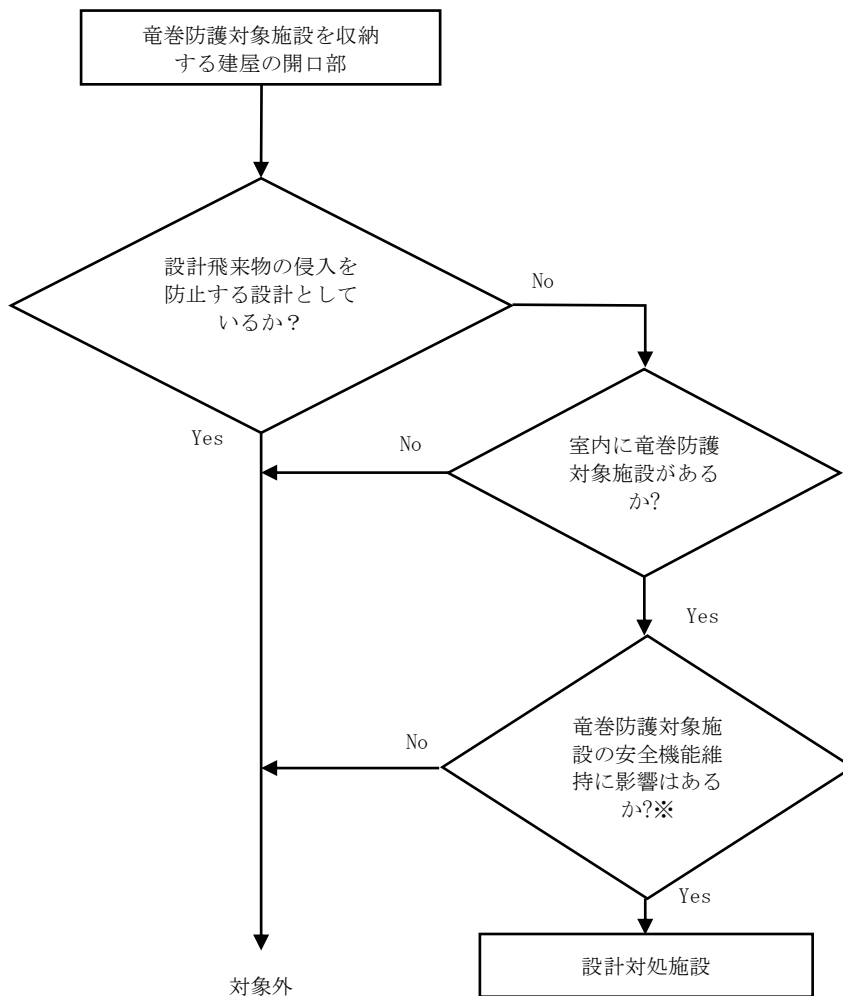 竜巻防護対象施設を収納
する建屋の開口部
設計飛来物の侵入を
防止する設計として
いるか？
No
Yes
No
室内に竜巻防護
対象施設がある
か?
Yes
竜巻防護対象施
設の安全機能維
持に影響はある
か?※
No
Yes
対象外
設計対処施設